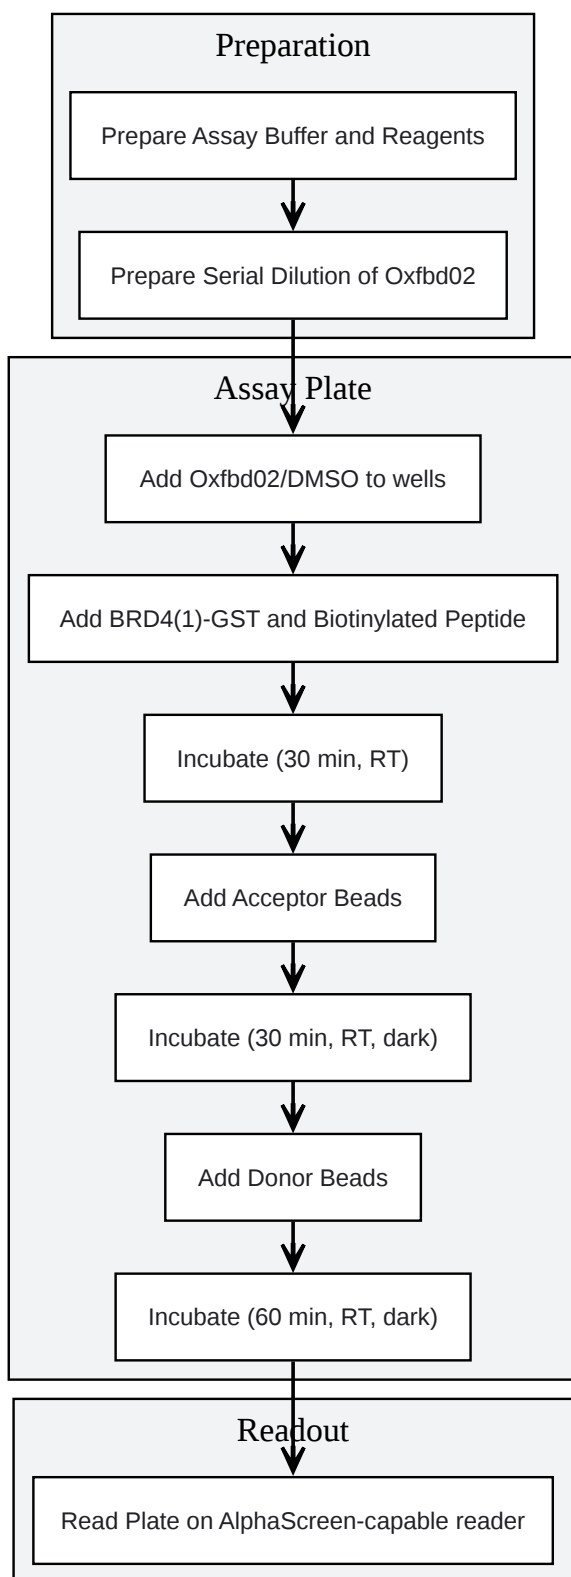 Preparation
Prepare Assay Buffer and Reagents
Prepare Serial Dilution of Oxfbd02
Assay Plate
Add Oxfbd02/DMSO to wells
Add BRD4(1)-GST and Biotinylated Peptide
Incubate (30 min, RT)
Add Acceptor Beads
Incubate (30 min, RT, dark)
Add Donor Beads
Incubate (60 min, RT, dark)
Readout
Read Plate on AlphaScreen-capable reader